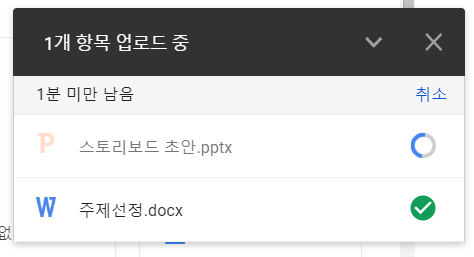 1개 항목 업로드 중
1분 미만 남음 취소
P 스토리보드 초안.pptx
W 주제선정.docx
없